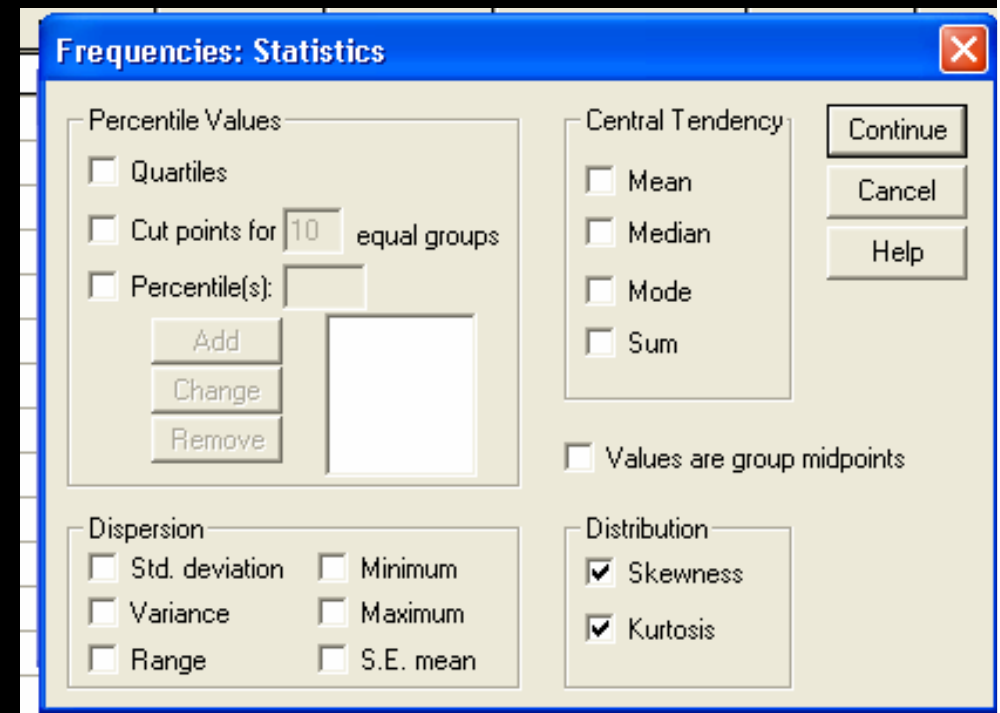 Frequencies: Statistics
Percentile Values
Quartiles
Cut points for 10 equal groups
Percentile(s):
Add
Change
Remove
Central Tendency
Mean
Median
Mode
Sum
Continue
Cancel
Help
Values are group midpoints
Dispersion
Std. deviation
Minimum
Variance
Maximum
Range
S.E. mean
Distribution
Skewness
Kurtosis